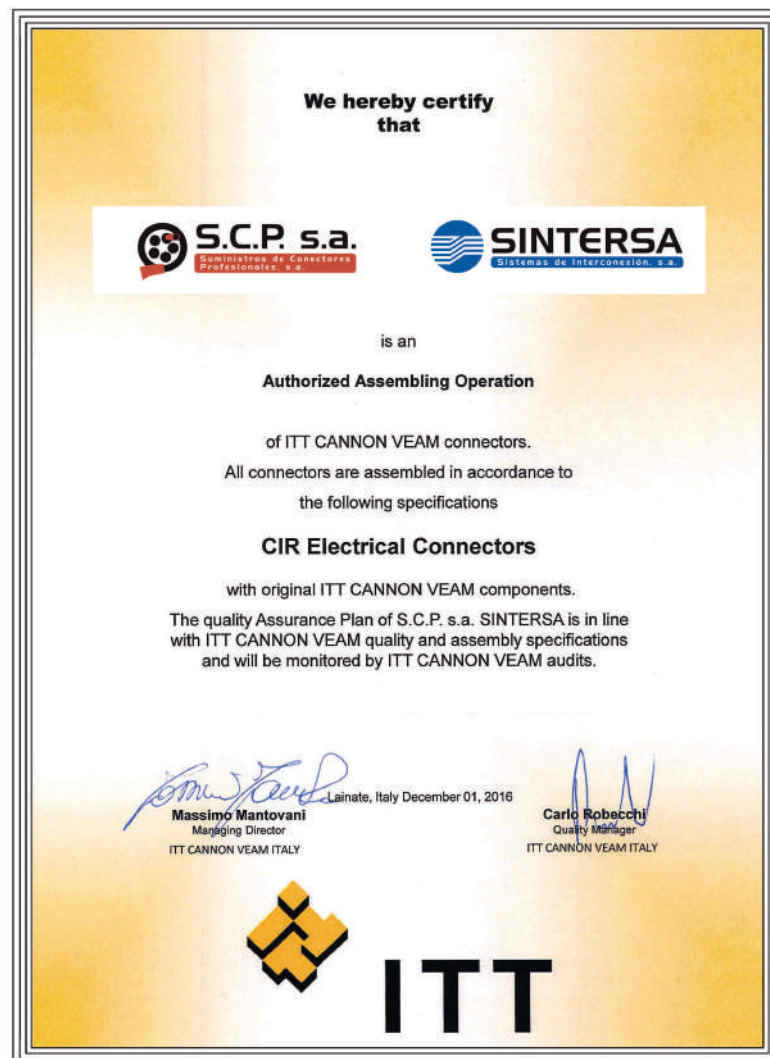 We hereby certify
that
S.C.P. s.a.
Suministros de Conectores
Profesionales, s.a.
SINTERSA
Sistemas de Interconexión, s.a.
is an
Authorized Assembling Operation
of ITT CANNON VEAM connectors.
All connectors are assembled in accordance to
the following specifications
CIR Electrical Connectors
with original ITT CANNON VEAM components.
The quality Assurance Plan of S.C.P. s.a. SINTERSA is in line
with ITT CANNON VEAM quality and assembly specifications
and will be monitored by ITT CANNON VEAM audits.
Lainate, Italy December 01, 2016
Massimo Mantovani
Managing Director
ITT CANNON VEAM ITALY
Carlo Robecchi
Quality Manager
ITT CANNON VEAM ITALY
ITT